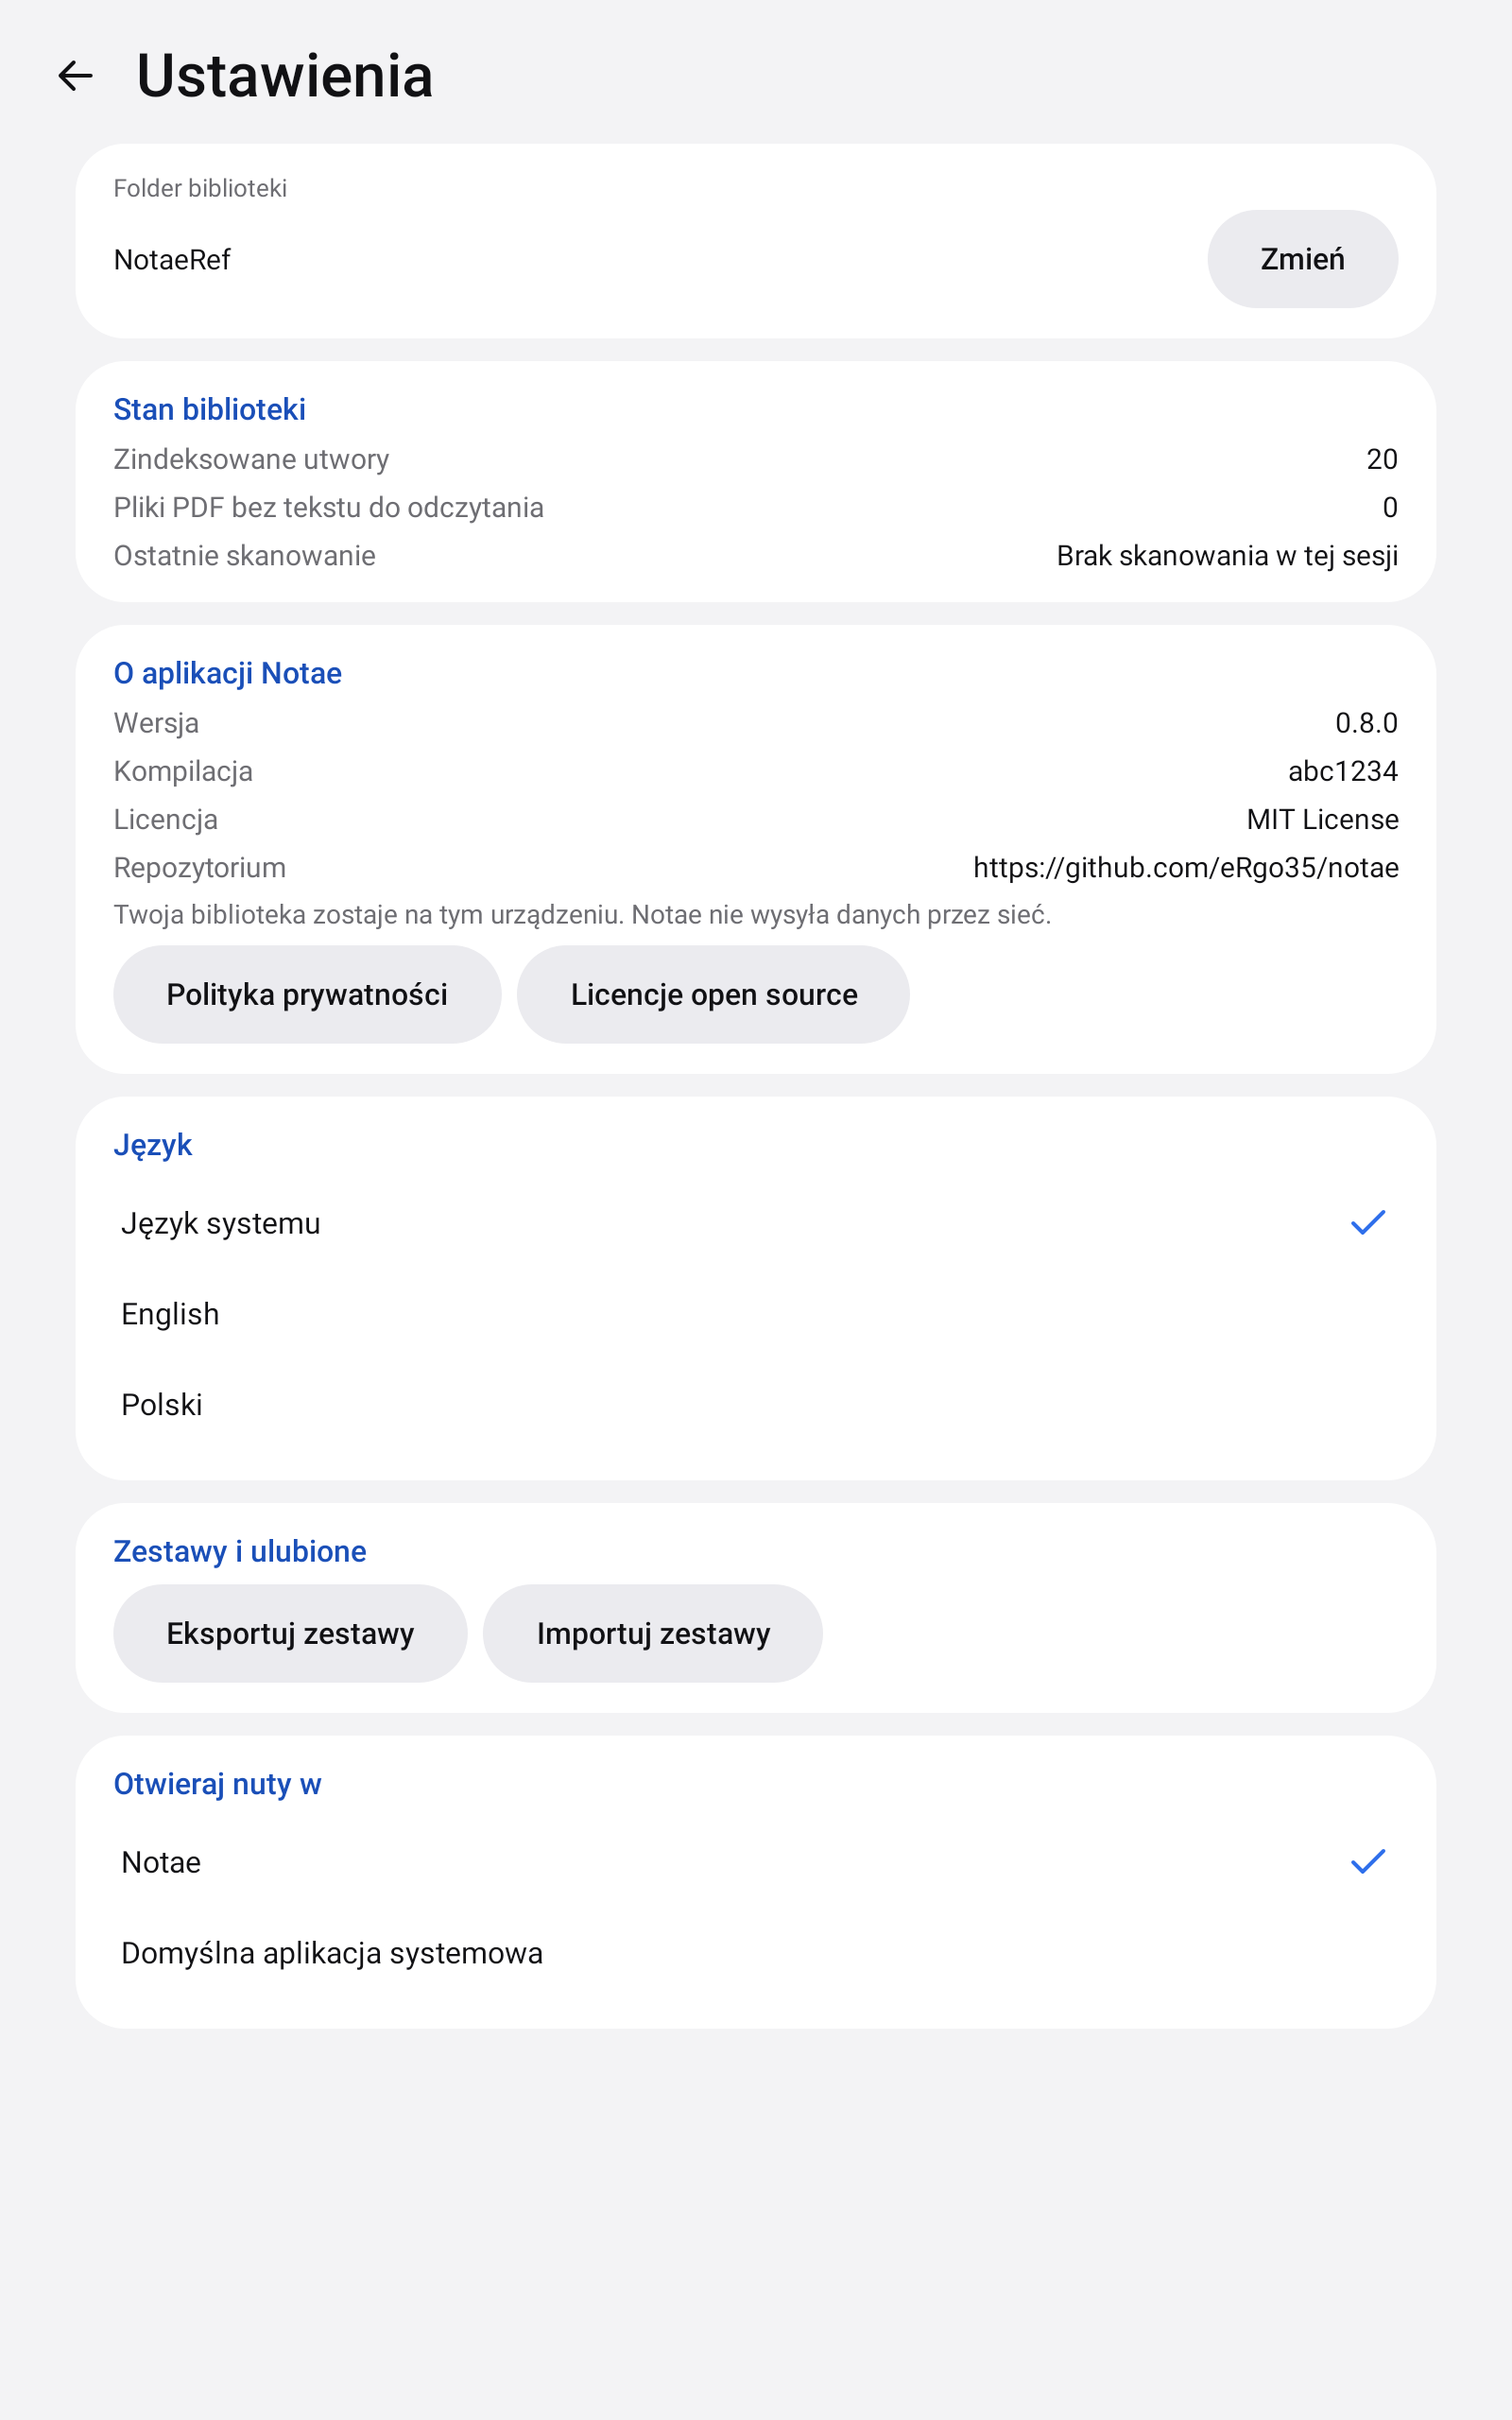 Ustawienia
Folder biblioteki
NotaeRef
Zmień
Stan biblioteki
Zindeksowane utwory 20
Pliki PDF bez tekstu do odczytania 0
Ostatnie skanowanie Brak skanowania w tej sesji
O aplikacji Notae
Wersja 0.8.0
Kompilacja abc1234
Licencja MIT License
Repozytorium https://github.com/eRgo35/notae
Twoja biblioteka zostaje na tym urządzeniu. Notae nie wysyła danych przez sieć.
Polityka prywatności Licencje open source
Język
Język systemu
English
Polski
Zestawy i ulubione
Eksportuj zestawy Importuj zestawy
Otwieraj nuty w
Notae
Domyślna aplikacja systemowa